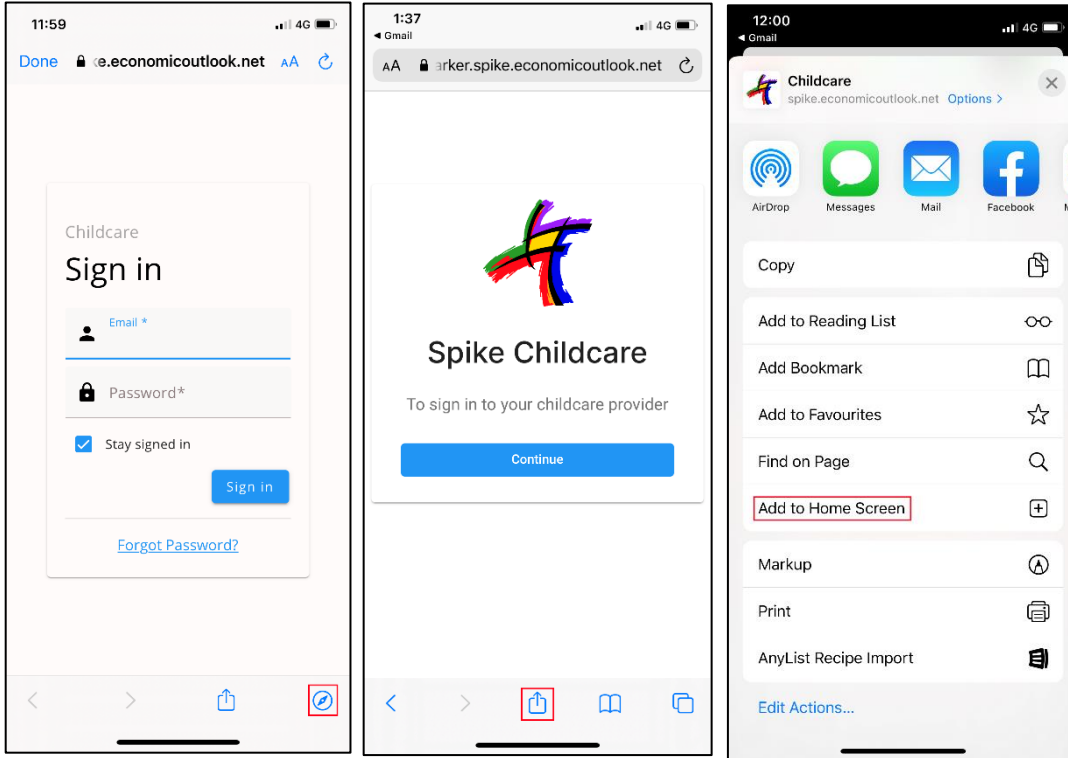 11:59
4G
Done
e.economicoutlook.net AA
Childcare
Sign in
Email *
Password*
Stay signed in
Sign in
Forgot Password?
1:37
4G
Gmail
AA arker.spike.economicoutlook.net
Spike Childcare
To sign in to your childcare provider
Continue
12:00
4G
Gmail
Childcare
spike.economicoutlook.net Options >
AirDrop
Messages
Mail
Facebook
Copy
Add to Reading List
Add Bookmark
Add to Favourites
Find on Page
Add to Home Screen
Markup
Print
AnyList Recipe Import
Edit Actions...